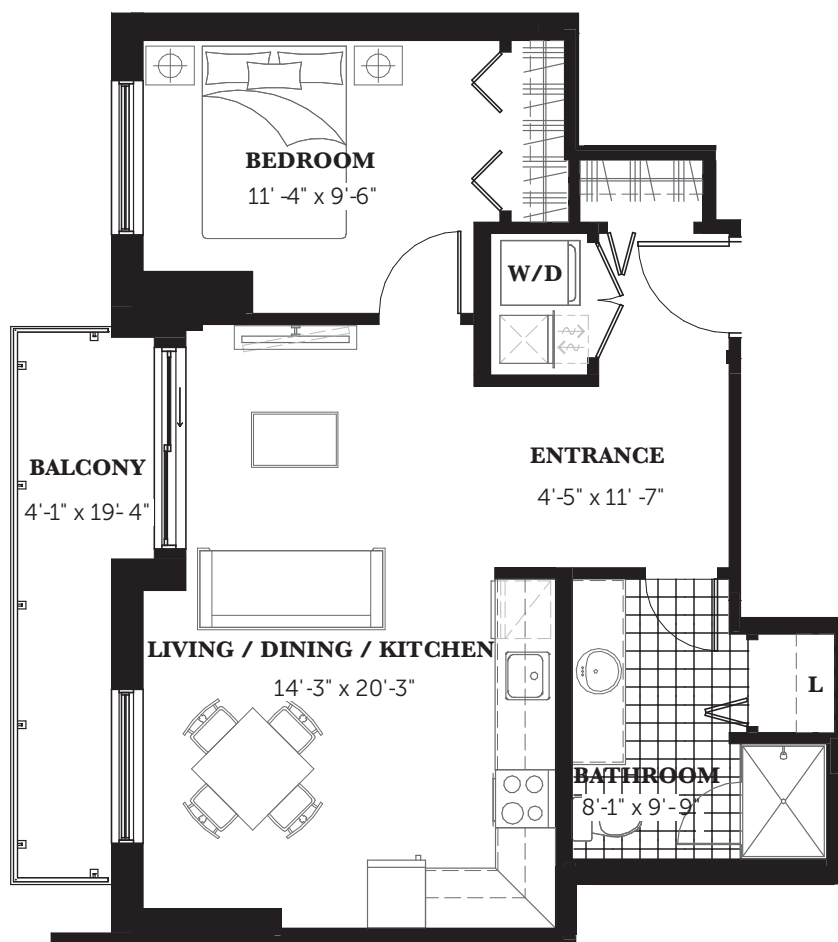 BEDROOM
11' -4" x 9'-6"
W/D
BALCONY
4'-1" x 19'- 4"
ENTRANCE
4'-5" x 11' -7"
LIVING / DINING / KITCHEN
14'-3" x 20'-3"
L
BATHROOM
8'-1" x 9'- 9"